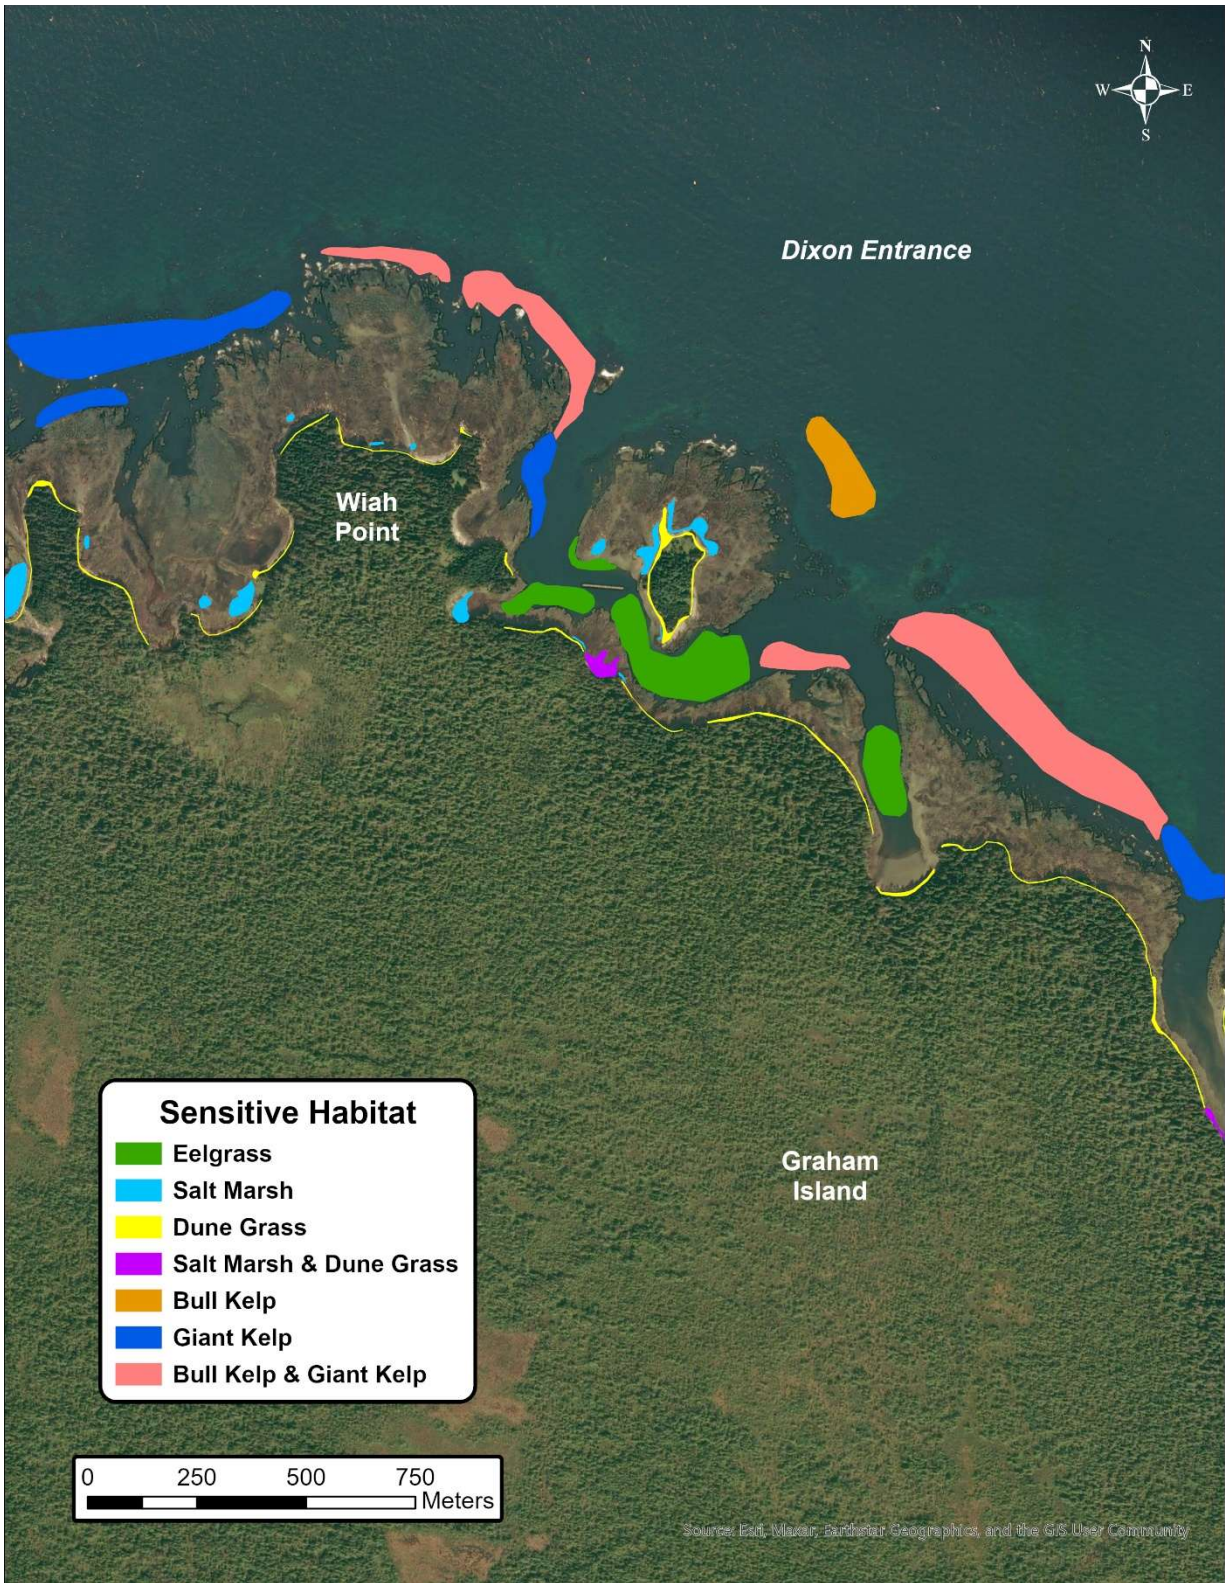 N
W E
S
Dixon Entrance
Wiah
Point
Graham
Island
Sensitive Habitat
Eelgrass
Salt Marsh
Dune Grass
Salt Marsh & Dune Grass
Bull Kelp
Giant Kelp
Bull Kelp & Giant Kelp
0 250 500 750
Meters
Source: Esri, Maxar, Earthstar Geographics, and the GIS User Community